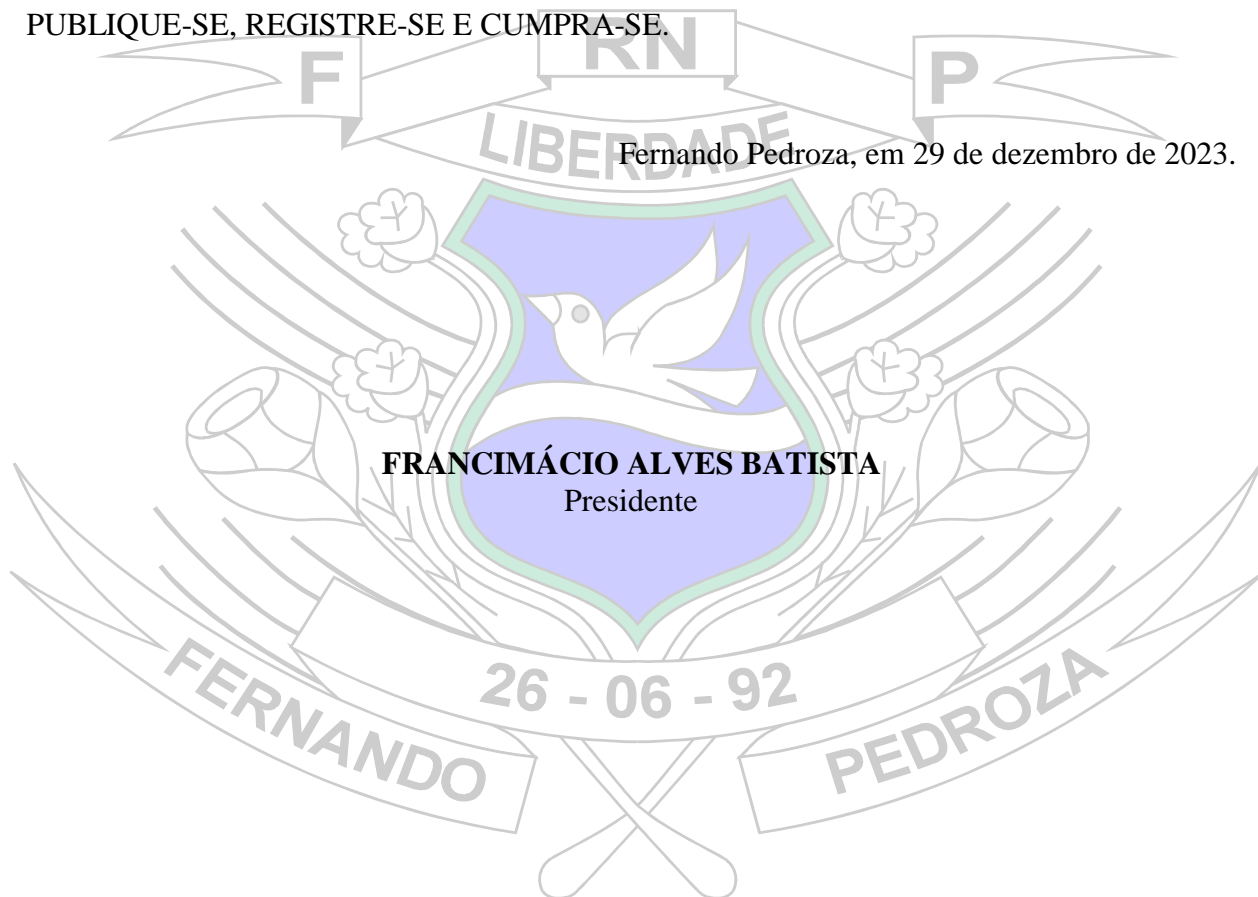 PUBLIQUE-SE, REGISTRE-SE E CUMPRA-SE.
F RN P
LIBERDADE
Fernando Pedroza, em 29 de dezembro de 2023.
FRANCIMÁCIO ALVES BATISTA
Presidente
26 - 06 - 92
FERNANDO PEDROZA